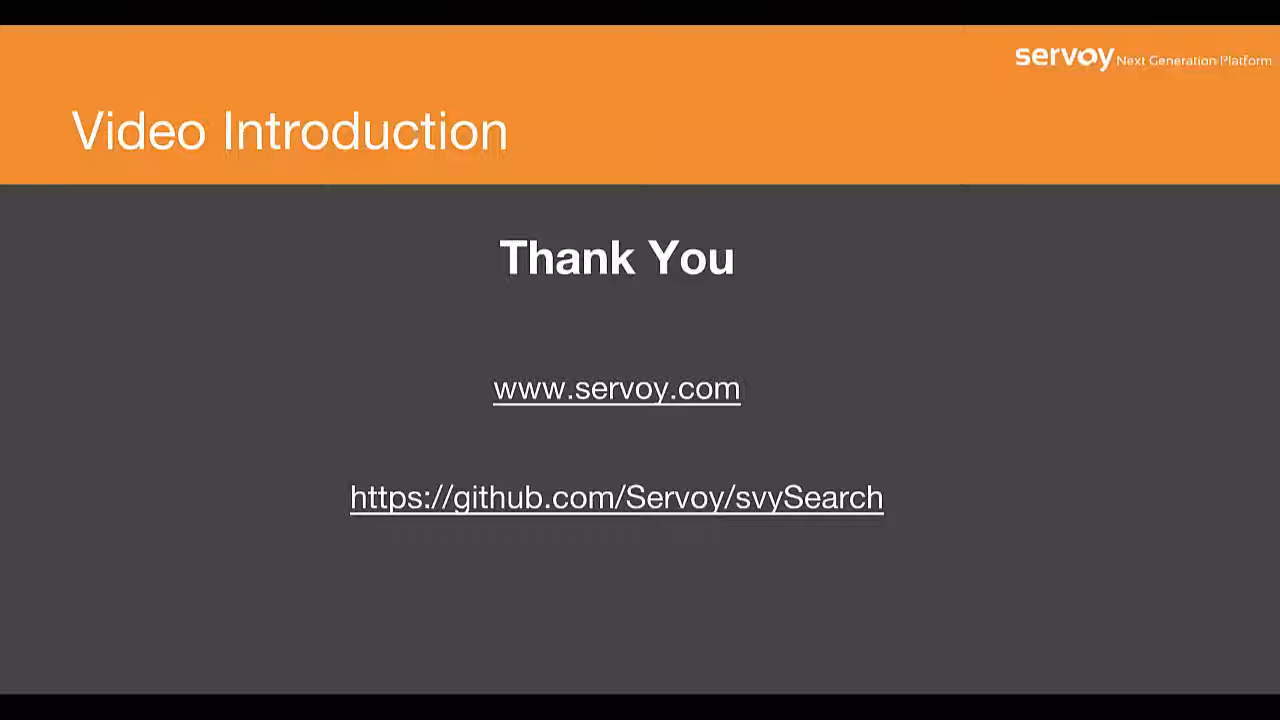 servoy Next Generation Platform
Video Introduction
Thank You
www.servoy.com
https://github.com/Servoy/svySearch